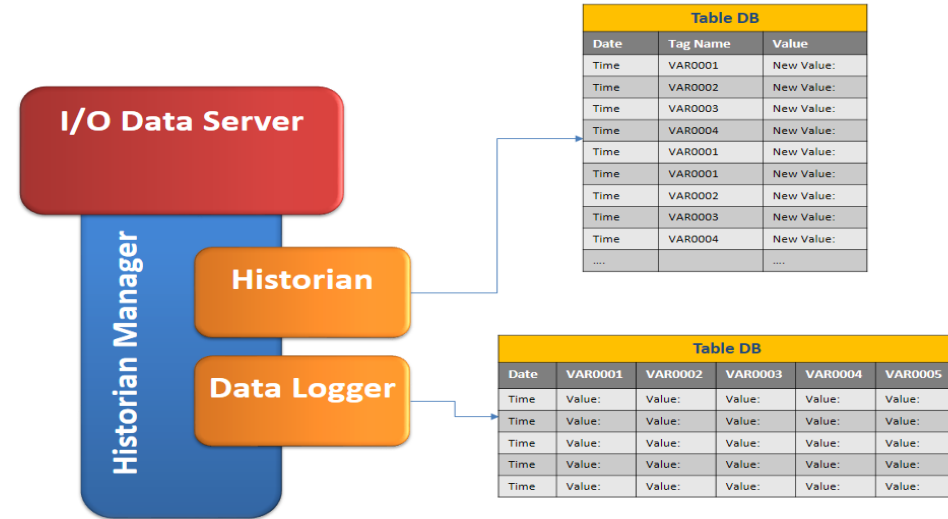 I/O Data Server
Historian Manager
Historian
Data Logger
Table DB
Date Tag Name Value
Time VAR0001 New Value:
Time VAR0002 New Value:
Time VAR0003 New Value:
Time VAR0004 New Value:
Time VAR0001 New Value:
Time VAR0001 New Value:
Time VAR0002 New Value:
Time VAR0003 New Value:
Time VAR0004 New Value:
.... ....
Table DB
Date VAR0001 VAR0002 VAR0003 VAR0004 VAR0005
Time Value: Value: Value: Value: Value:
Time Value: Value: Value: Value: Value:
Time Value: Value: Value: Value: Value:
Time Value: Value: Value: Value: Value:
Time Value: Value: Value: Value: Value: